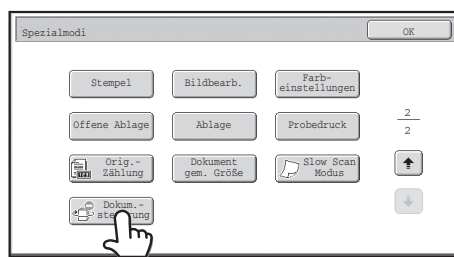 Spezialmodi
OK
Stempel
Bildbearb.
Farb-
einstellungen
Offene Ablage
Ablage
Probedruck
2
2
Orig.-
Zählung
Dokument
gem. Größe
Slow Scan
Modus
Dokum.-